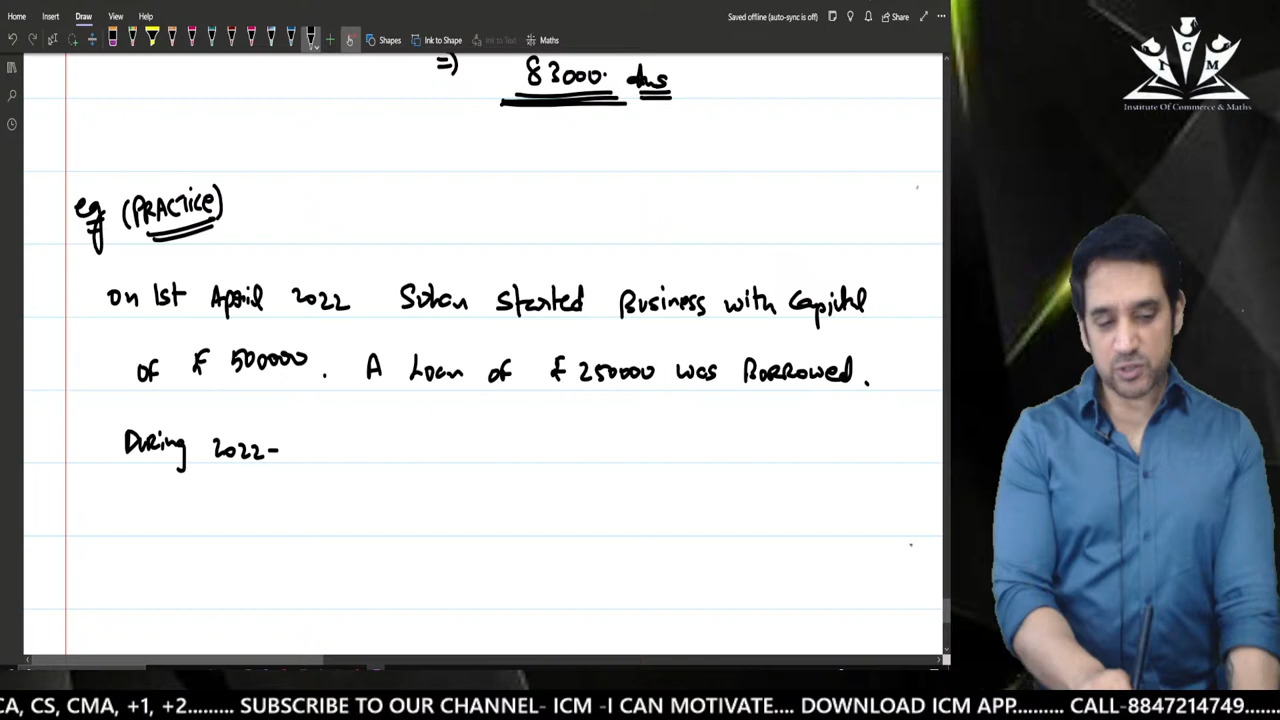 Home Insert Draw View Help Saved offline (auto-sync is off) Share
Shapes Ink to Shape Ink to Text Maths
=) 83000. Ans
eg (PRACTICE)
On 1st April 2022 Sohan started Business with Capital
of ₹ 500000. A Loan of ₹ 250000 was Borrowed.
During 2022-
I C M
Institute Of Commerce & Maths
CA, CS, CMA, +1, +2......... SUBSCRIBE TO OUR CHANNEL- ICM -I CAN MOTIVATE.... DOWNLOAD ICM APP......... CALL-8847214749.........